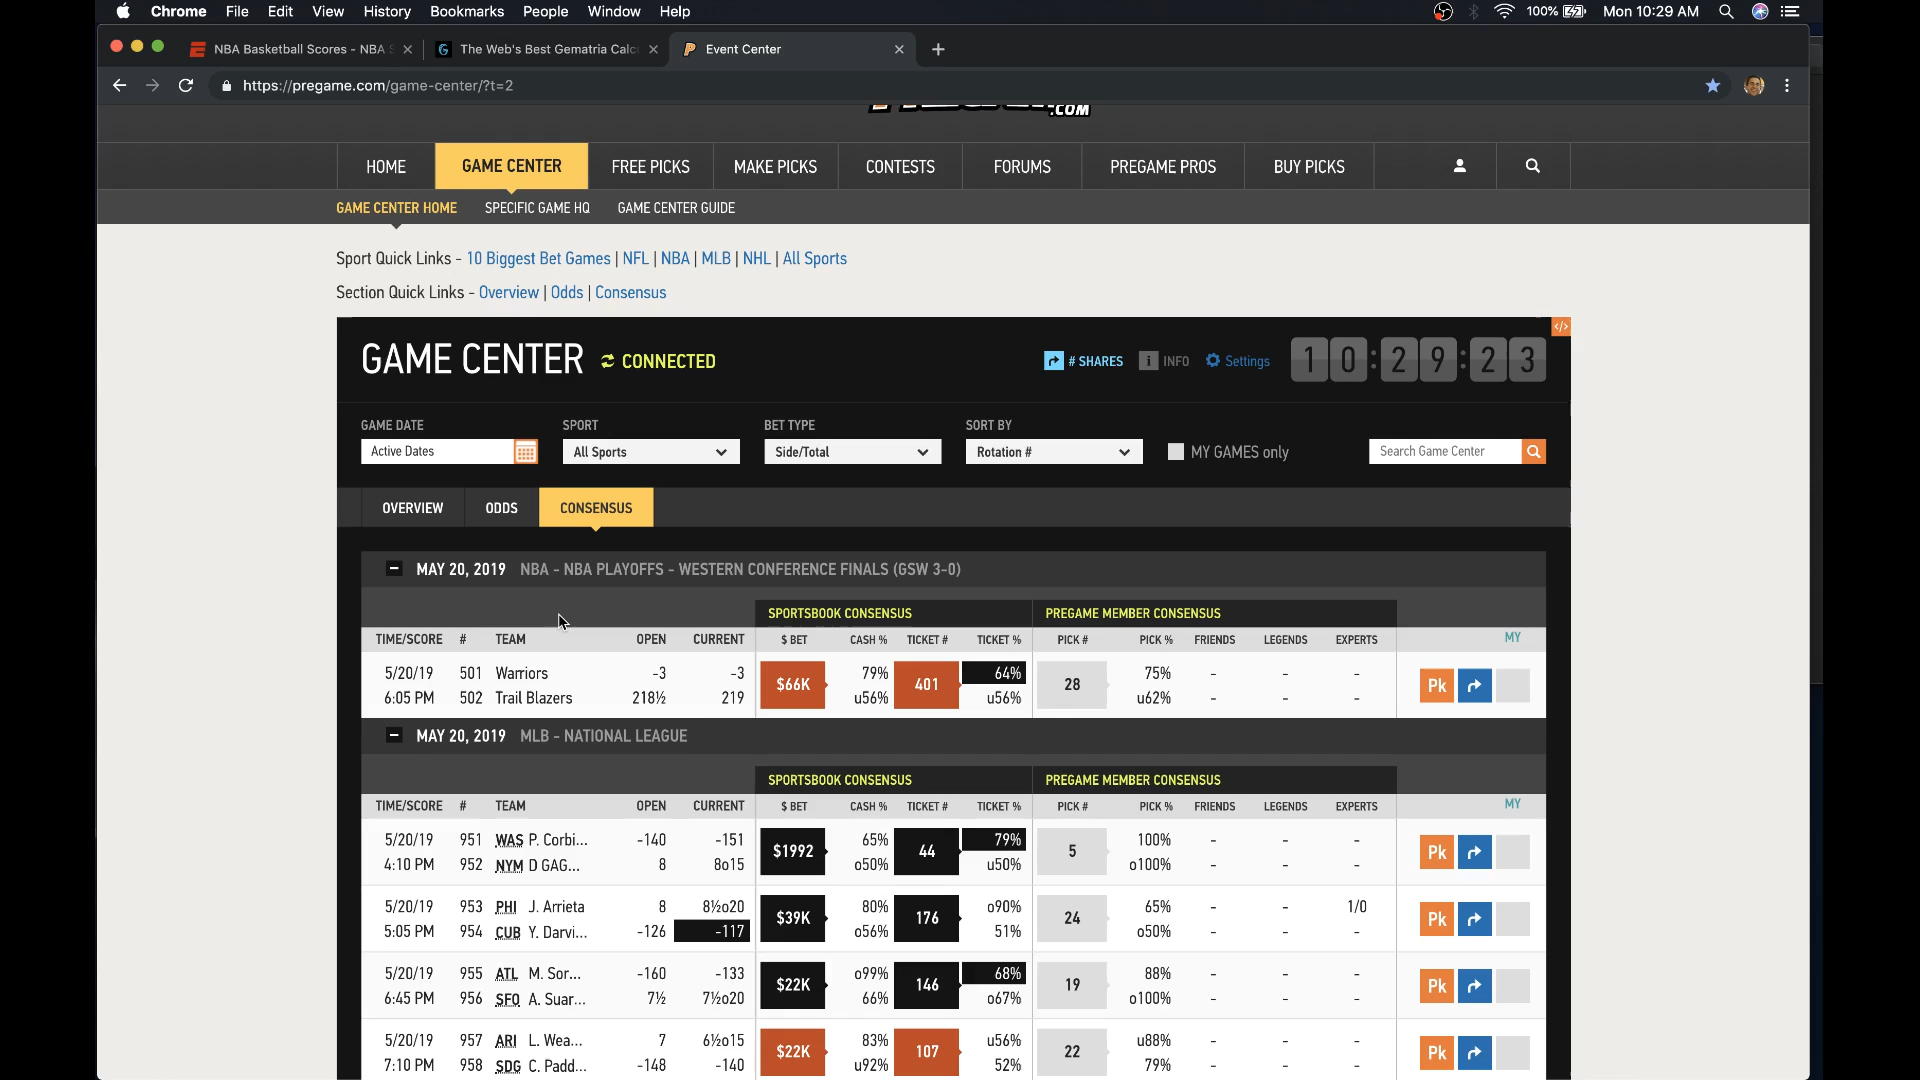 Chrome File Edit View History Bookmarks People Window Help 100% Mon 10:29 AM
NBA Basketball Scores - NBA S The Web's Best Gematria Calc Event Center
https://pregame.com/game-center/?t=2
.COM
HOME GAME CENTER FREE PICKS MAKE PICKS CONTESTS FORUMS PREGAME PROS BUY PICKS
GAME CENTER HOME SPECIFIC GAME HQ GAME CENTER GUIDE
Sport Quick Links - 10 Biggest Bet Games | NFL | NBA | MLB | NHL | All Sports
Section Quick Links - Overview | Odds | Consensus
</>
GAME CENTER CONNECTED # SHARES i INFO Settings 10:29:23
GAME DATE SPORT BET TYPE SORT BY
Active Dates All Sports Side/Total Rotation # MY GAMES only Search Game Center
OVERVIEW ODDS CONSENSUS
MAY 20, 2019 NBA - NBA PLAYOFFS - WESTERN CONFERENCE FINALS (GSW 3-0)
SPORTSBOOK CONSENSUS PREGAME MEMBER CONSENSUS
TIME/SCORE # TEAM OPEN CURRENT $ BET CASH % TICKET # TICKET % PICK # PICK % FRIENDS LEGENDS EXPERTS MY
5/20/19 501 Warriors -3 -3 $66K 79% 401 64% 28 75% - - - Pk
6:05 PM 502 Trail Blazers 218½ 219 u56% u56% u62% - - -
MAY 20, 2019 MLB - NATIONAL LEAGUE
SPORTSBOOK CONSENSUS PREGAME MEMBER CONSENSUS
TIME/SCORE # TEAM OPEN CURRENT $ BET CASH % TICKET # TICKET % PICK # PICK % FRIENDS LEGENDS EXPERTS MY
5/20/19 951 WAS P. Corbi... -140 -151 $1992 65% 44 79% 5 100% - - - Pk
4:10 PM 952 NYM D GAG... 8 8o15 o50% u50% o100% - - -
5/20/19 953 PHI J. Arrieta 8 8½o20 $39K 80% 176 o90% 24 65% - - 1/0 Pk
5:05 PM 954 CUB Y. Darvi... -126 -117 o56% 51% o50% - - -
5/20/19 955 ATL M. Sor... -160 -133 $22K o99% 146 68% 19 88% - - - Pk
6:45 PM 956 SFO A. Suar... 7½ 7½o20 66% o67% o100% - - -
5/20/19 957 ARI L. Wea... 7 6½o15 $22K 83% 107 u56% 22 u88% - - - Pk
7:10 PM 958 SDG C. Padd... -148 -140 u92% 52% 79% - - -